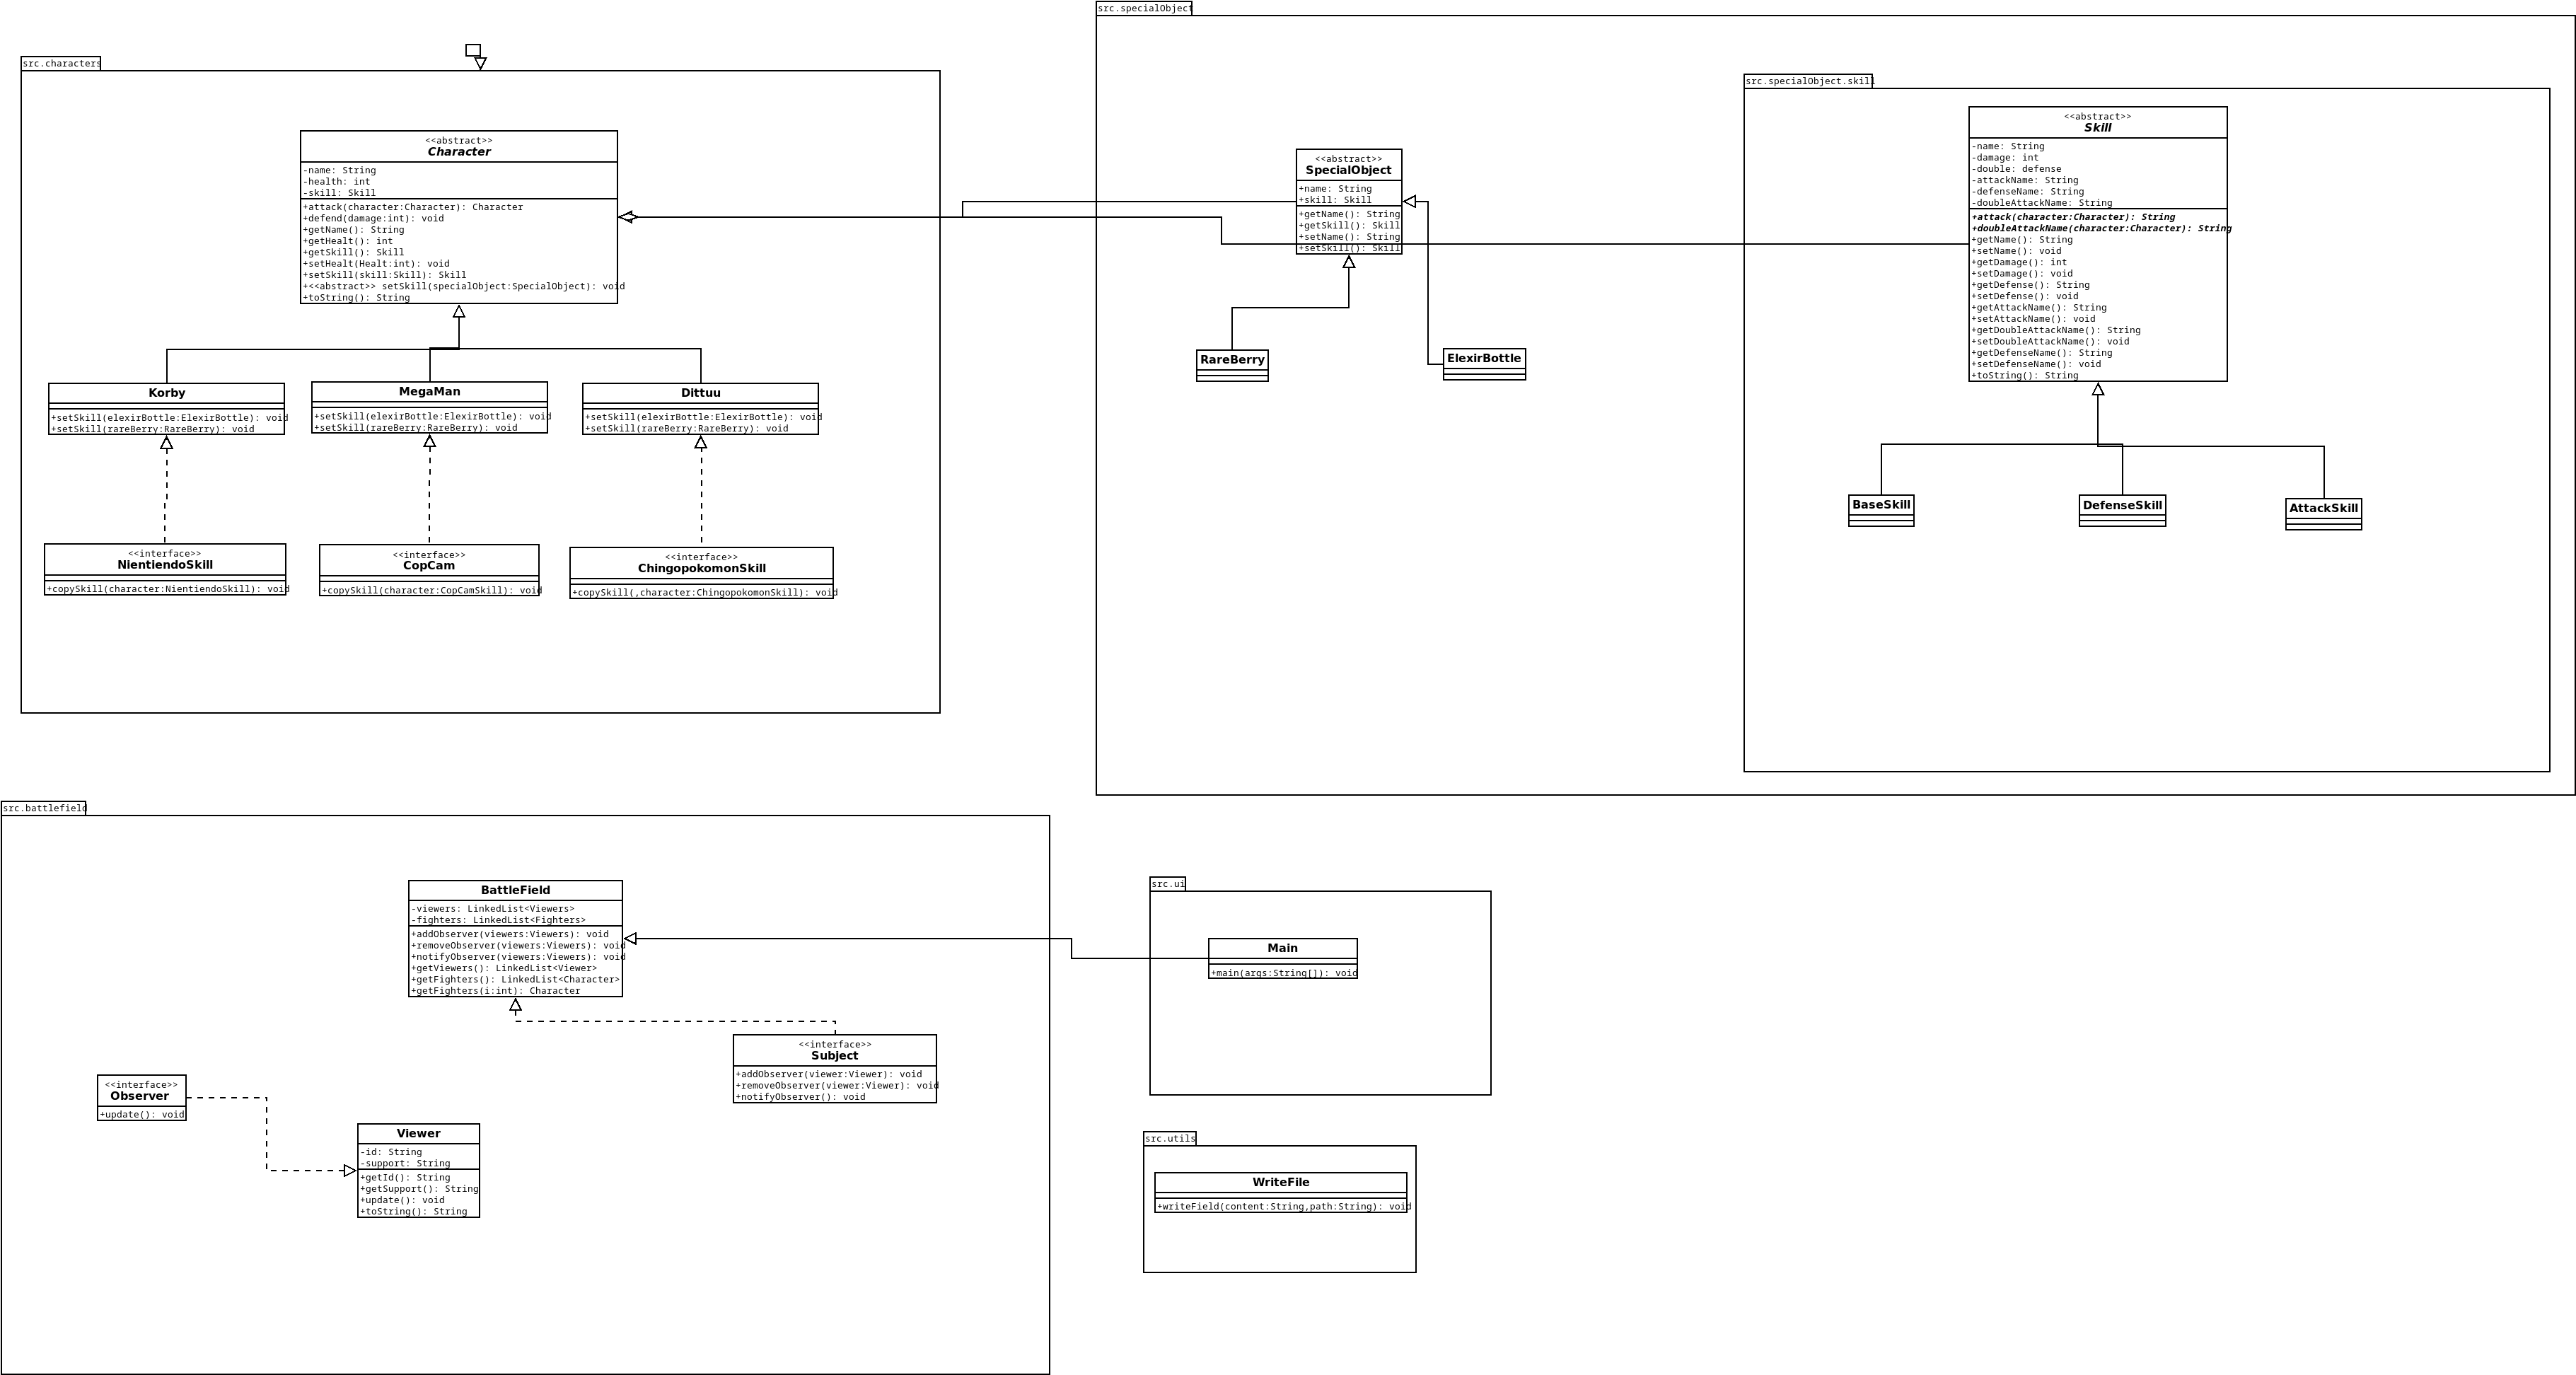 src.characters
<<abstract>>
Character
-name: String
-health: int
-skill: Skill
+attack(character:Character): Character
+defend(damage:int): void
+getName(): String
+getHealt(): int
+getSkill(): Skill
+setHealt(Healt:int): void
+setSkill(skill:Skill): Skill
+<<abstract>> setSkill(specialObject:SpecialObject): void
+toString(): String
Korby
+setSkill(elexirBottle:ElexirBottle): void
+setSkill(rareBerry:RareBerry): void
MegaMan
+setSkill(elexirBottle:ElexirBottle): void
+setSkill(rareBerry:RareBerry): void
Dittuu
+setSkill(elexirBottle:ElexirBottle): void
+setSkill(rareBerry:RareBerry): void
<<interface>>
NientiendoSkill
+copySkill(character:NientiendoSkill): void
<<interface>>
CopCam
+copySkill(character:CopCamSkill): void
<<interface>>
ChingopokomonSkill
+copySkill(,character:ChingopokomonSkill): void
src.specialObject
<<abstract>>
SpecialObject
+name: String
+skill: Skill
+getName(): String
+getSkill(): Skill
+setName(): String
+setSkill(): Skill
RareBerry
ElexirBottle
src.specialObject.skill
<<abstract>>
Skill
-name: String
-damage: int
-double: defense
-attackName: String
-defenseName: String
-doubleAttackName: String
+attack(character:Character): String
+doubleAttackName(character:Character): String
+getName(): String
+setName(): void
+getDamage(): int
+setDamage(): void
+getDefense(): String
+setDefense(): void
+getAttackName(): String
+setAttackName(): void
+getDoubleAttackName(): String
+setDoubleAttackName(): void
+getDefenseName(): String
+setDefenseName(): void
+toString(): String
BaseSkill
DefenseSkill
AttackSkill
src.battlefield
BattleField
-viewers: LinkedList<Viewers>
-fighters: LinkedList<Fighters>
+addObserver(viewers:Viewers): void
+removeObserver(viewers:Viewers): void
+notifyObserver(viewers:Viewers): void
+getViewers(): LinkedList<Viewer>
+getFighters(): LinkedList<Character>
+getFighters(i:int): Character
<<interface>>
Subject
+addObserver(viewer:Viewer): void
+removeObserver(viewer:Viewer): void
+notifyObserver(): void
<<interface>>
Observer
+update(): void
Viewer
-id: String
-support: String
+getId(): String
+getSupport(): String
+update(): void
+toString(): String
src.ui
Main
+main(args:String[]): void
src.utils
WriteFile
+writeField(content:String,path:String): void